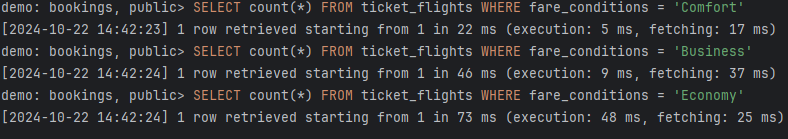 demo: bookings, public> SELECT count(*) FROM ticket_flights WHERE fare_conditions = 'Comfort'
[2024-10-22 14:42:23] 1 row retrieved starting from 1 in 22 ms (execution: 5 ms, fetching: 17 ms)
demo: bookings, public> SELECT count(*) FROM ticket_flights WHERE fare_conditions = 'Business'
[2024-10-22 14:42:24] 1 row retrieved starting from 1 in 46 ms (execution: 9 ms, fetching: 37 ms)
demo: bookings, public> SELECT count(*) FROM ticket_flights WHERE fare_conditions = 'Economy'
[2024-10-22 14:42:24] 1 row retrieved starting from 1 in 73 ms (execution: 48 ms, fetching: 25 ms)